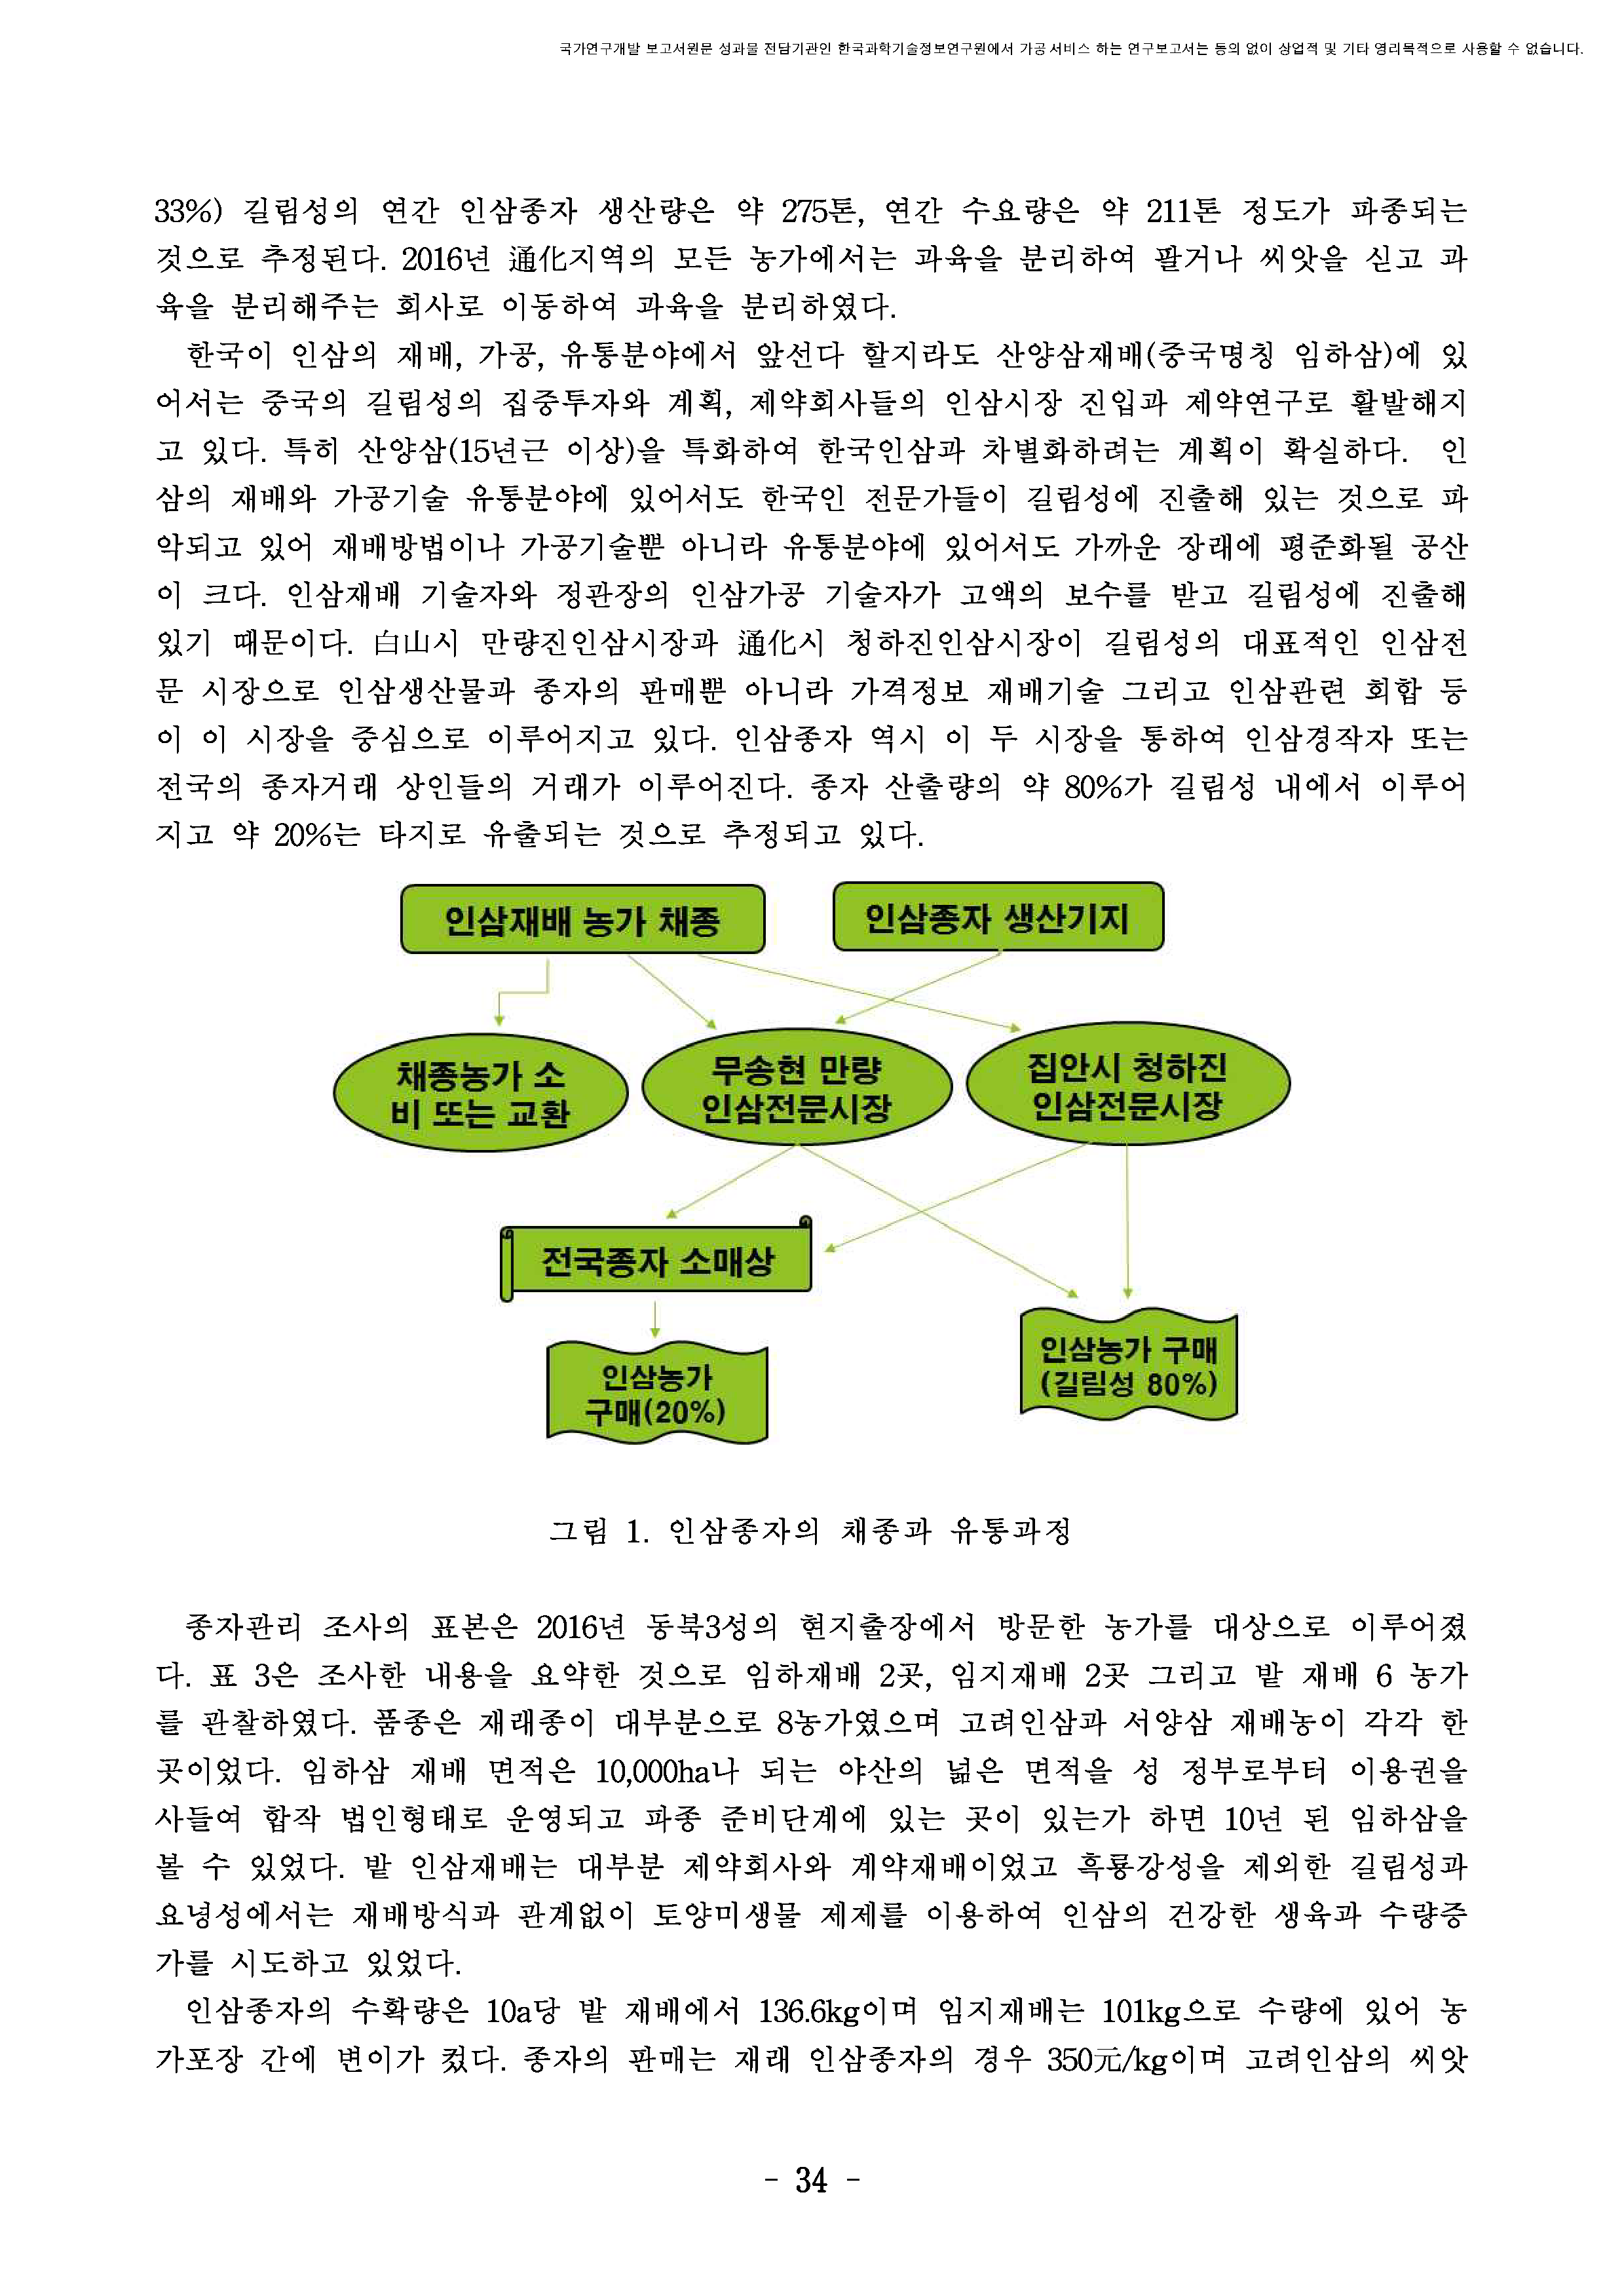 국가연구개발 보고서원문 성과물 전담기관인 한국과학기술정보연구원에서 가공·서비스 하는 연구보고서는 동의 없이 상업적 및 기타 영리목적으로 사용할 수 없습니다.
33%) 길림성의 연간 인삼종자 생산량은 약 275톤, 연간 수요량은 약 211톤 정도가 파종되는
것으로 추정된다. 2016년 通化지역의 모든 농가에서는 과육을 분리하여 팔거나 씨앗을 싣고 과
육을 분리해주는 회사로 이동하여 과육을 분리하였다.
한국이 인삼의 재배, 가공, 유통분야에서 앞선다 할지라도 산양삼재배(중국명칭 임하삼)에 있
어서는 중국의 길림성의 집중투자와 계획, 제약회사들의 인삼시장 진입과 제약연구로 활발해지
고 있다. 특히 산양삼(15년근 이상)을 특화하여 한국인삼과 차별화하려는 계획이 확실하다. 인
삼의 재배와 가공기술 유통분야에 있어서도 한국인 전문가들이 길림성에 진출해 있는 것으로 파
악되고 있어 재배방법이나 가공기술뿐 아니라 유통분야에 있어서도 가까운 장래에 평준화될 공산
이 크다. 인삼재배 기술자와 정관장의 인삼가공 기술자가 고액의 보수를 받고 길림성에 진출해
있기 때문이다. 白山시 만량진인삼시장과 通化시 청하진인삼시장이 길림성의 대표적인 인삼전
문 시장으로 인삼생산물과 종자의 판매뿐 아니라 가격정보 재배기술 그리고 인삼관련 회합 등
이 이 시장을 중심으로 이루어지고 있다. 인삼종자 역시 이 두 시장을 통하여 인삼경작자 또는
전국의 종자거래 상인들의 거래가 이루어진다. 종자 산출량의 약 80%가 길림성 내에서 이루어
지고 약 20%는 타지로 유출되는 것으로 추정되고 있다.
인삼재배 농가 채종
인삼종자 생산기지
채종농가 소
비 또는 교환
무송현 만량
인삼전문시장
집안시 청하진
인삼전문시장
전국종자 소매상
인삼농가
구매(20%)
인삼농가 구매
(길림성 80%)
그림 1. 인삼종자의 채종과 유통과정
종자관리 조사의 표본은 2016년 동북3성의 현지출장에서 방문한 농가를 대상으로 이루어졌
다. 표 3은 조사한 내용을 요약한 것으로 임하재배 2곳, 임지재배 2곳 그리고 밭 재배 6 농가
를 관찰하였다. 품종은 재래종이 대부분으로 8농가였으며 고려인삼과 서양삼 재배농이 각각 한
곳이었다. 임하삼 재배 면적은 10,000ha나 되는 야산의 넓은 면적을 성 정부로부터 이용권을
사들여 합작 법인형태로 운영되고 파종 준비단계에 있는 곳이 있는가 하면 10년 된 임하삼을
볼 수 있었다. 밭 인삼재배는 대부분 제약회사와 계약재배이었고 흑룡강성을 제외한 길림성과
요녕성에서는 재배방식과 관계없이 토양미생물 제제를 이용하여 인삼의 건강한 생육과 수량증
가를 시도하고 있었다.
인삼종자의 수확량은 10a당 밭 재배에서 136.6kg이며 임지재배는 101kg으로 수량에 있어 농
가포장 간에 변이가 컸다. 종자의 판매는 재래 인삼종자의 경우 350元/kg이며 고려인삼의 씨앗
- 34 -